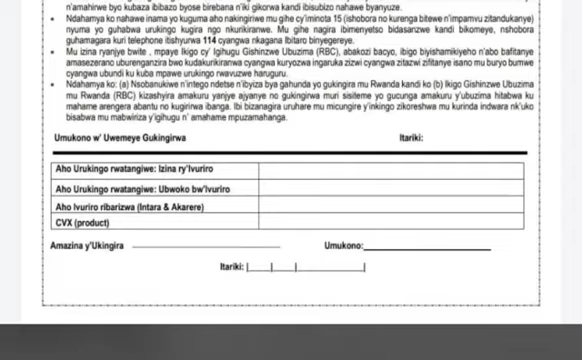 n'amahirwe byo kubaza ibibazo byose birebana n'iki gikorwa kandi ibisubizo nahawe byanyuze.
• Ndahamya ko nahawe inama yo kuguma aho nakingiriwe mu gihe cy'iminota 15 (ishobora no kurenga bitewe n'impamvu zitandukanye)
nyuma yo guhabwa urukingo kugira ngo nkurikiranwe. Mu gihe nagira ibimenyetso bidasanzwe kandi bikomeye, nshobora
guhamagara kuri telephone itishyurwa 114 cyangwa nkagana Ibitaro binyegereye.
• Mu izina ryanjye bwite , mpaye Ikigo cy' Igihugu Gishinzwe Ubuzima (RBC), abakozi bacyo, ibigo biyishamikiyeho n'abo bafitanye
amasezerano uburenganzira bwo kudakurikiranwa cyangwa kuryozwa ingaruka zizwi cyangwa zitazwi zifitanye isano mu buryo bumwe
cyangwa ubundi ku kuba mpawe urukingo rwavuzwe haruguru.
• Ndahamya ko: (a) Nsobanukiwe n'intego ndetse n'ibyiza bya gahunda yo gukingira mu Rwanda kandi ko (b) Ikigo Gishinzwe Ubuzima
mu Rwanda (RBC) kizashyira amakuru yanjye ajyanye no gukingirwa muri sisiteme yo gucunga amakuru y'ubuzima hitabwa ku
mahame arengera abantu no kugirirwa ibanga. Ibi bizanagira uruhare mu micungire y'inkingo zikoreshwa mu kurinda indwara nk'uko
bisabwa mu mabwiriza y'igihugu n' amahame mpuzamahanga.
Umukono w' Uwemeye Gukingirwa Itariki:
Aho Urukingo rwatangiwe: Izina ry'Ivuriro
Aho Urukingo rwatangiwe: Ubwoko bw'Ivuriro
Aho Ivuriro ribarizwa (Intara & Akarere)
CVX (product)
Amazina y'Ukingira Umukono:
Itariki: